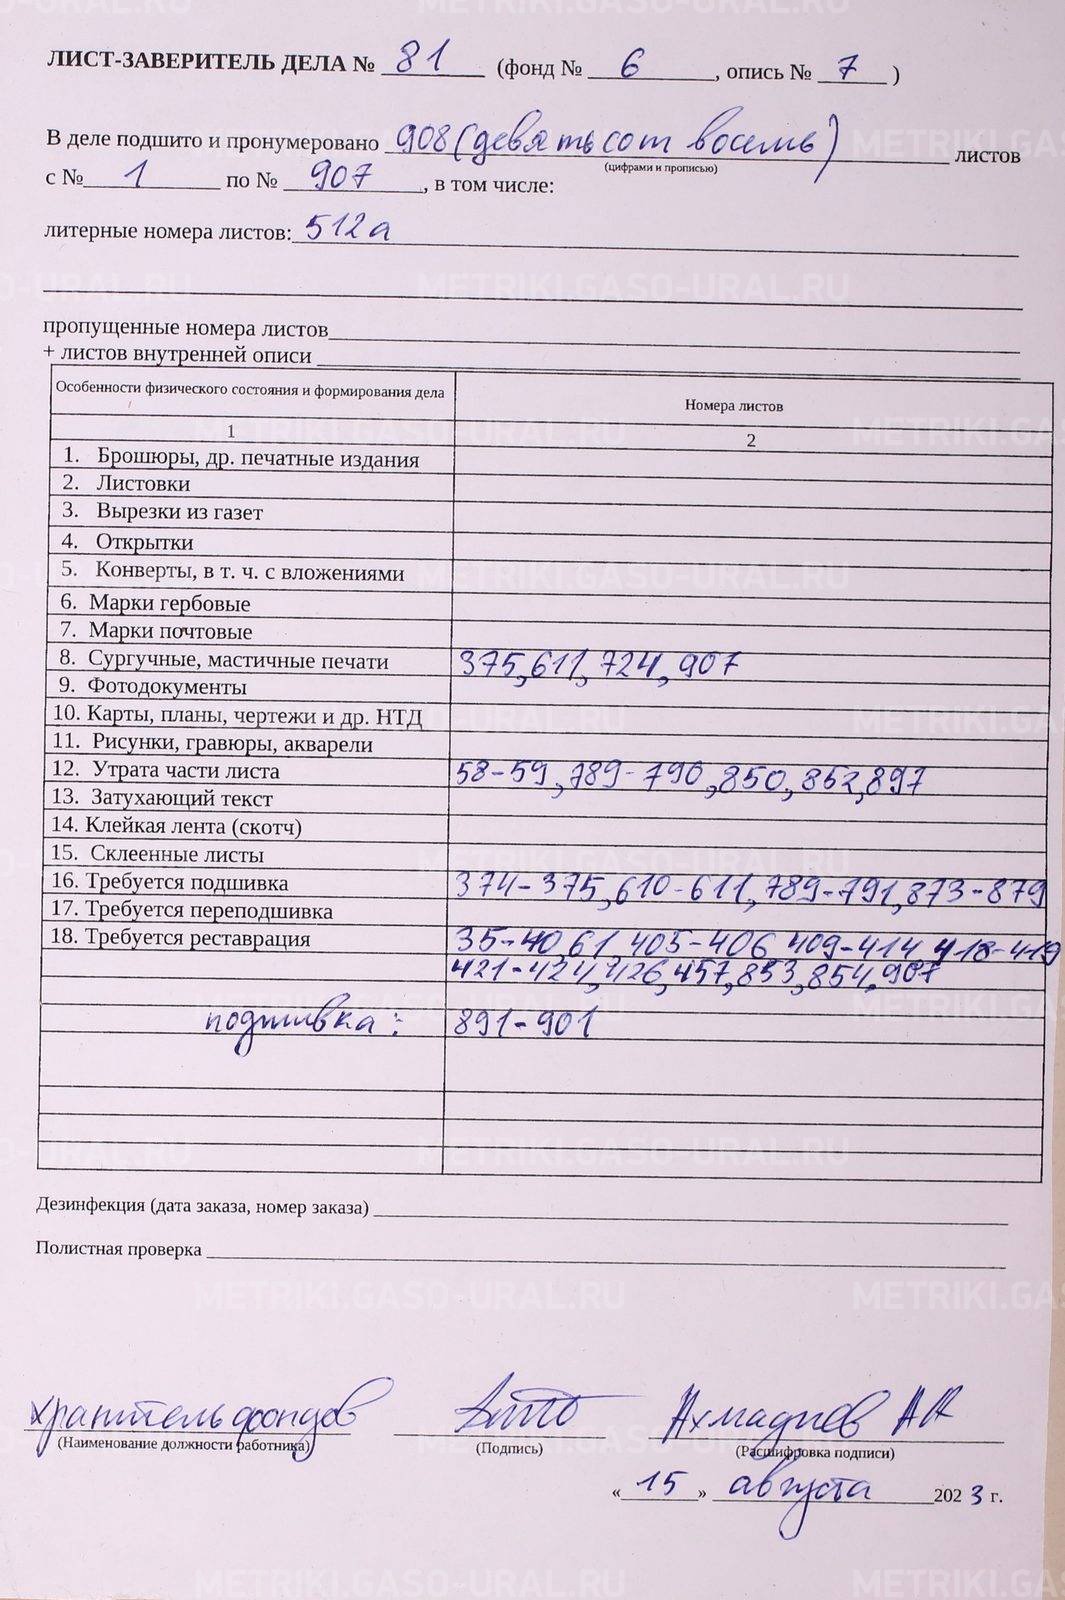 ЛИСТ-ЗАВЕРИТЕЛЬ ДЕЛА № 81 (фонд № 6, опись № 7)
В деле подшито и пронумеровано 908 (девятьсот восемь) листов
(цифрами и прописью)
с № 1 по № 907, в том числе:
литерные номера листов: 512а
пропущенные номера листов
+ листов внутренней описи
Особенности физического состояния и формирования дела Номера листов
1 2
1. Брошюры, др. печатные издания
2. Листовки
3. Вырезки из газет
4. Открытки
5. Конверты, в т. ч. с вложениями
6. Марки гербовые
7. Марки почтовые
8. Сургучные, мастичные печати 375, 611, 724, 907
9. Фотодокументы
10. Карты, планы, чертежи и др. НТД
11. Рисунки, гравюры, акварели
12. Утрата части листа 58-59, 789-790, 850, 852, 897
13. Затухающий текст
14. Клейкая лента (скотч)
15. Склеенные листы
16. Требуется подшивка 374-375, 610-611, 789-791, 873-879
17. Требуется переподшивка
18. Требуется реставрация 35-40, 61, 405-406, 409-414, 418-419
421-424, 426, 457, 853, 854, 907
подшивка: 891-901
Дезинфекция (дата заказа, номер заказа)
Полистная проверка
хранитель фондов Ахмадиев АК
(Наименование должности работника) (Подпись) (Расшифровка подписи)
«15» августа 2023 г.
METRIKI.GASO-URAL.RU